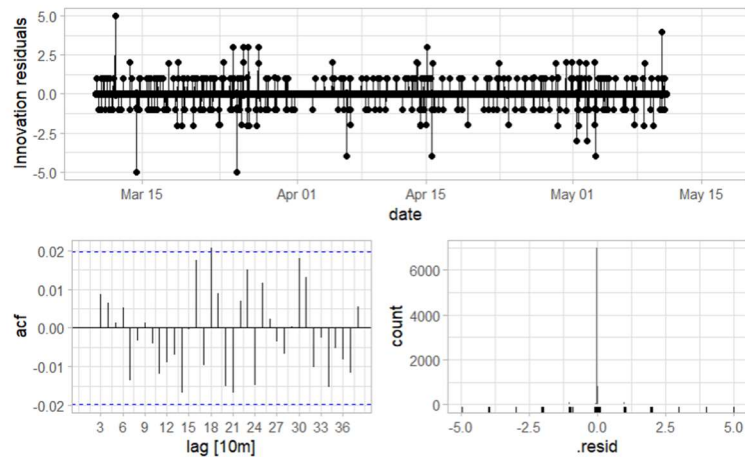 Innovation residuals
5.0
2.5
0.0
-2.5
-5.0
Mar 15
Apr 01
Apr 15
May 01
May 15
date
acf
0.02
0.01
0.00
-0.01
-0.02
3 6 9 12 15 18 21 24 27 30 33 36
lag [10m]
count
6000
4000
2000
0
-5.0 -2.5 0.0 2.5 5.0
.resid